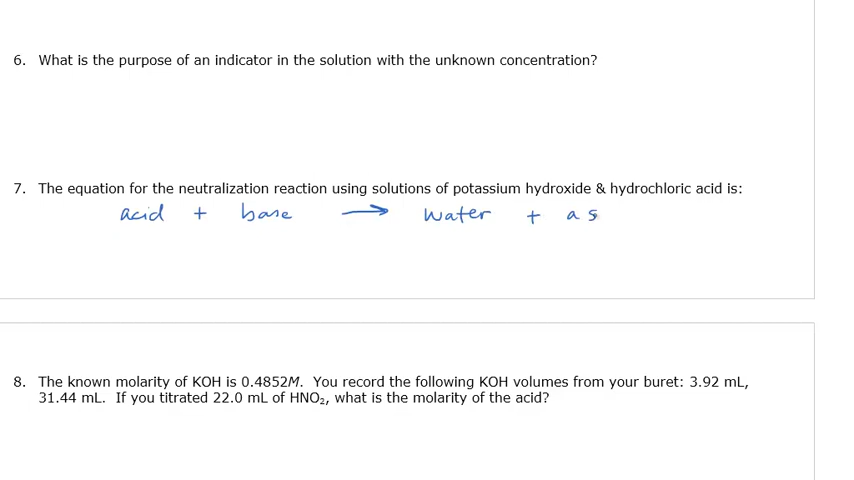 6. What is the purpose of an indicator in the solution with the unknown concentration?
7. The equation for the neutralization reaction using solutions of potassium hydroxide & hydrochloric acid is:
acid + base → water + a s
8. The known molarity of KOH is 0.4852M. You record the following KOH volumes from your buret: 3.92 mL,
31.44 mL. If you titrated 22.0 mL of HNO₂, what is the molarity of the acid?